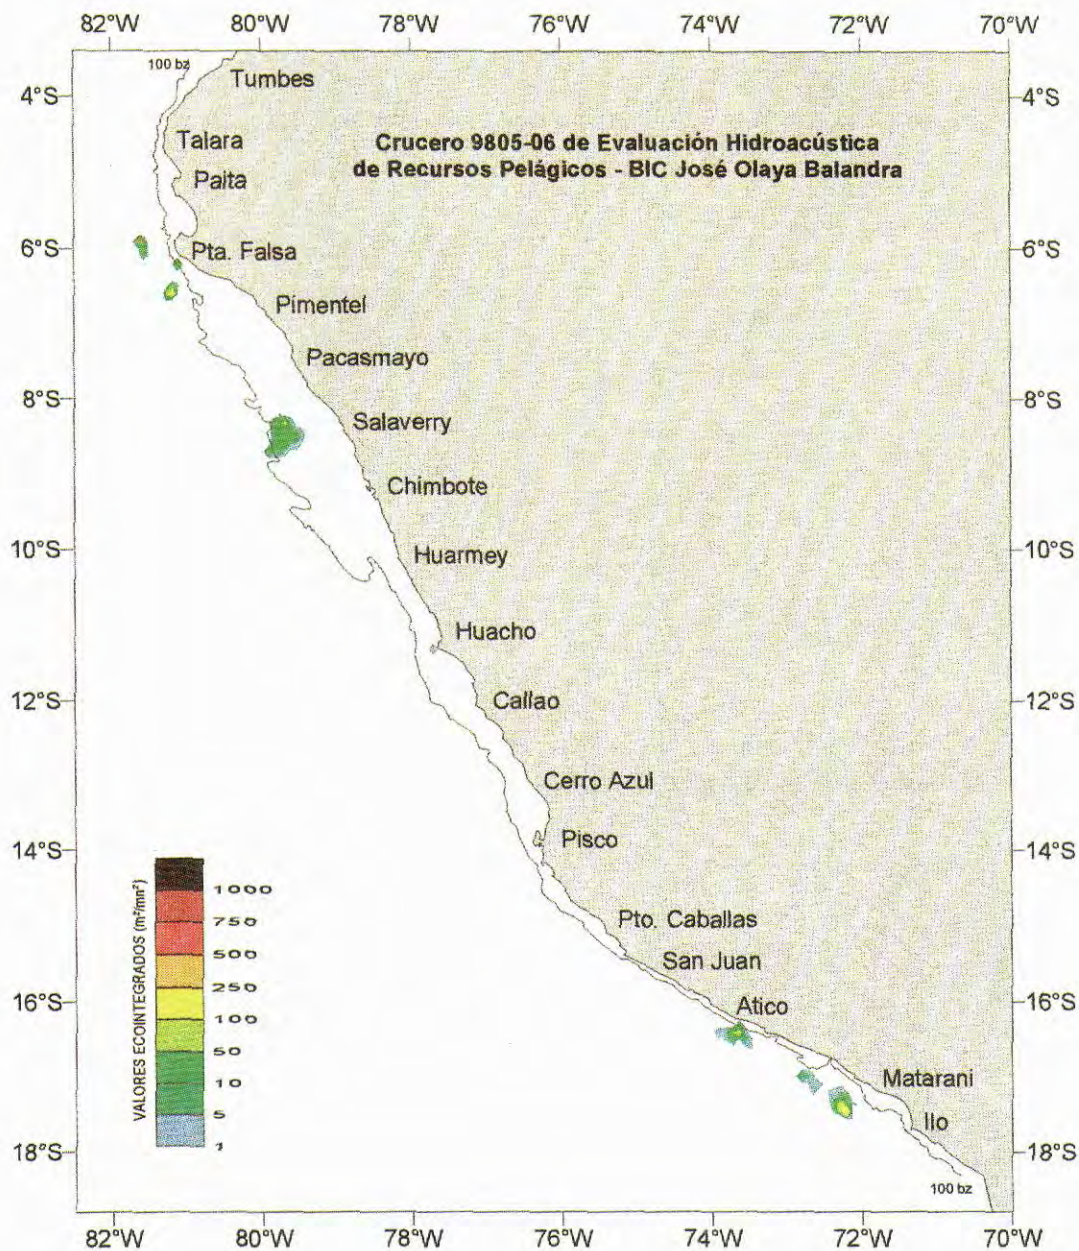 82°W 80°W 78°W 76°W 74°W 72°W 70°W
100 bz
Tumbes
4°S 4°S
Talara
Crucero 9805-06 de Evaluación Hidroacústica
de Recursos Pelágicos - BIC José Olaya Balandra
Paita
6°S 6°S
Pta. Falsa
Pimentel
Pacasmayo
8°S 8°S
Salaverry
Chimbote
10°S 10°S
Huarmey
Huacho
12°S 12°S
Callao
Cerro Azul
14°S 14°S
Pisco
VALORES ECOINTEGRADOS (m²/mn²)
1000
750
500
250
100
50
10
5
1
Pto. Caballas
San Juan
16°S 16°S
Atico
Matarani
Ilo
18°S 18°S
100 bz
82°W 80°W 78°W 76°W 74°W 72°W 70°W